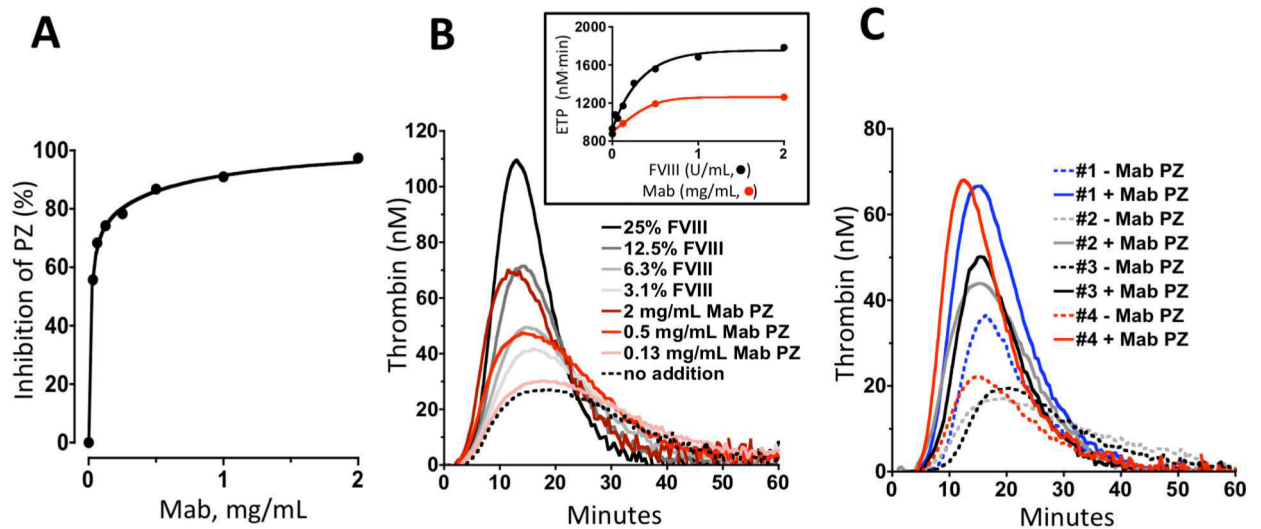 A
Inhibition of PZ (%)
100
80
60
40
20
0
0
1
2
Mab, mg/mL
B
ETP (nM·min)
2000
1600
1200
800
0
1
2
FVIII (U/mL, ●)
Mab (mg/mL, ●)
Thrombin (nM)
120
100
80
60
40
20
0
0
10
20
30
40
50
60
Minutes
25% FVIII
12.5% FVIII
6.3% FVIII
3.1% FVIII
2 mg/mL Mab PZ
0.5 mg/mL Mab PZ
0.13 mg/mL Mab PZ
no addition
C
Thrombin (nM)
80
60
40
20
0
0
10
20
30
40
50
60
Minutes
#1 - Mab PZ
#1 + Mab PZ
#2 - Mab PZ
#2 + Mab PZ
#3 - Mab PZ
#3 + Mab PZ
#4 - Mab PZ
#4 + Mab PZ